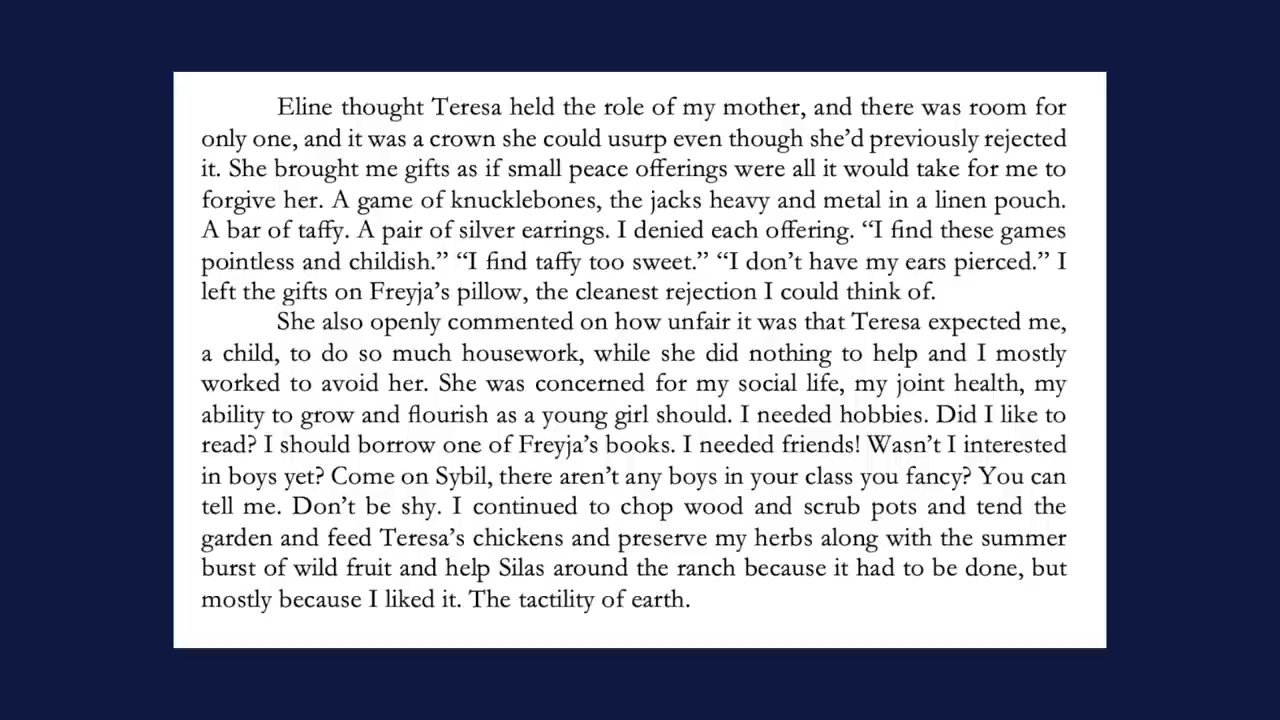 Eline thought Teresa held the role of my mother, and there was room for
only one, and it was a crown she could usurp even though she’d previously rejected
it. She brought me gifts as if small peace offerings were all it would take for me to
forgive her. A game of knucklebones, the jacks heavy and metal in a linen pouch.
A bar of taffy. A pair of silver earrings. I denied each offering. “I find these games
pointless and childish.” “I find taffy too sweet.” “I don’t have my ears pierced.” I
left the gifts on Freyja’s pillow, the cleanest rejection I could think of.
She also openly commented on how unfair it was that Teresa expected me,
a child, to do so much housework, while she did nothing to help and I mostly
worked to avoid her. She was concerned for my social life, my joint health, my
ability to grow and flourish as a young girl should. I needed hobbies. Did I like to
read? I should borrow one of Freyja’s books. I needed friends! Wasn’t I interested
in boys yet? Come on Sybil, there aren’t any boys in your class you fancy? You can
tell me. Don’t be shy. I continued to chop wood and scrub pots and tend the
garden and feed Teresa’s chickens and preserve my herbs along with the summer
burst of wild fruit and help Silas around the ranch because it had to be done, but
mostly because I liked it. The tactility of earth.